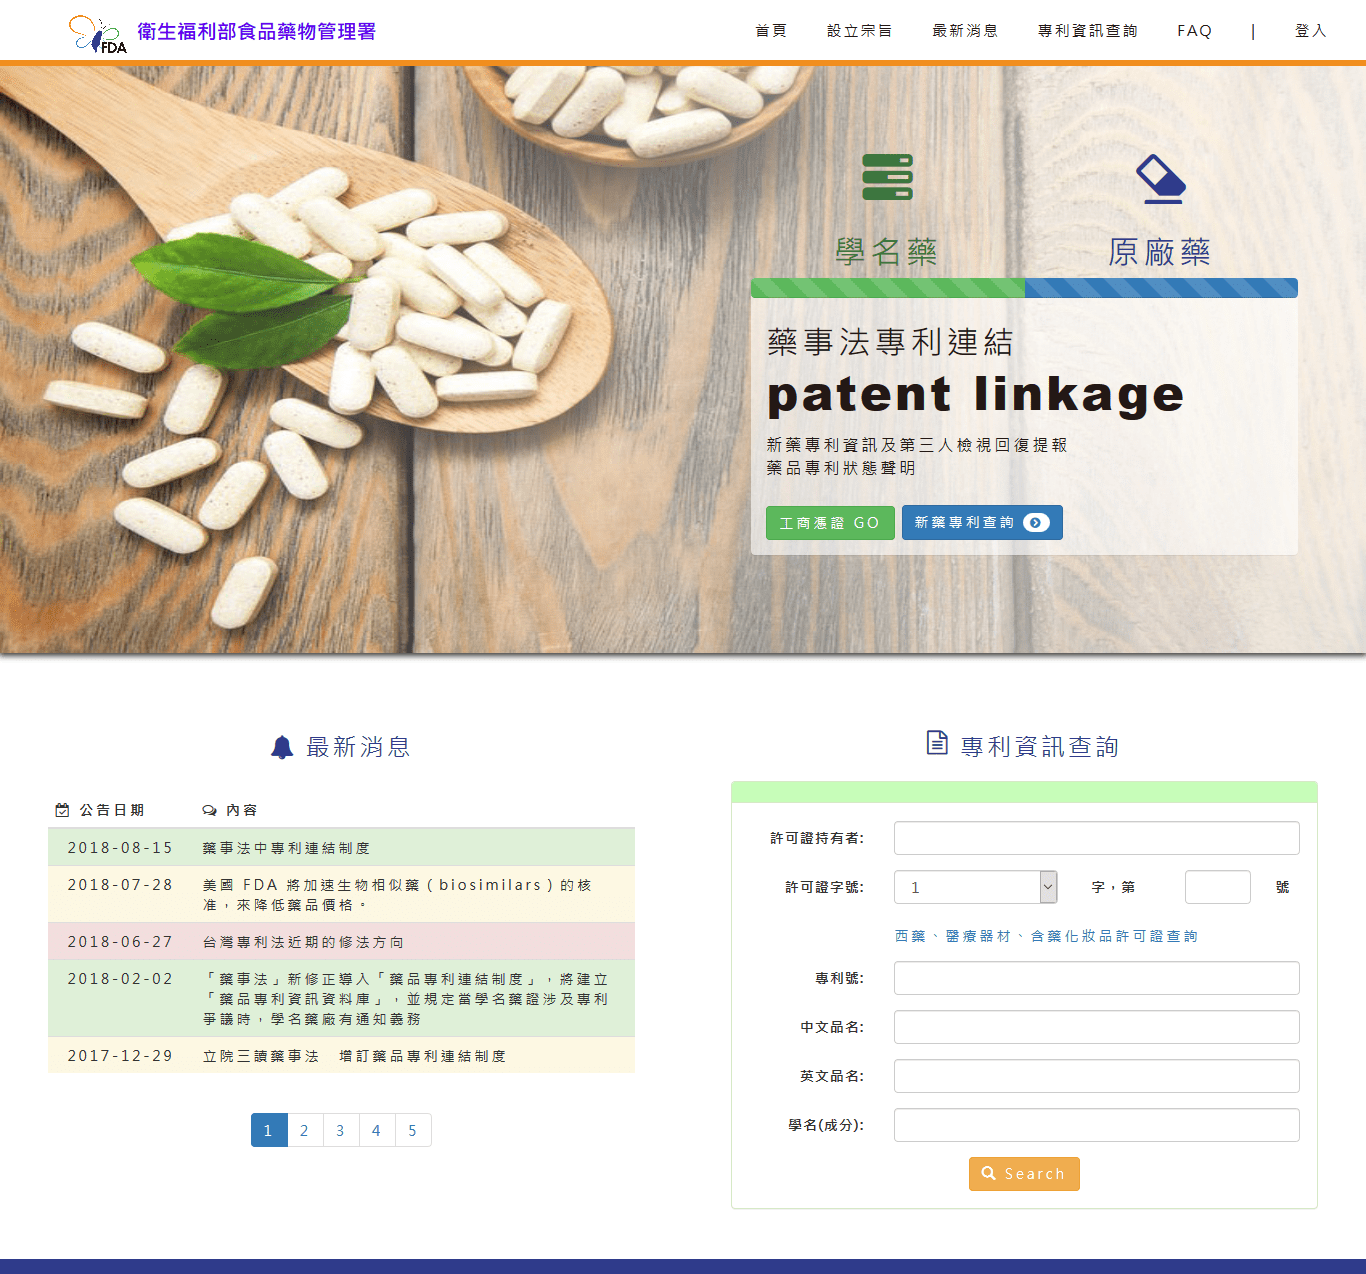 FDA 衛生福利部食品藥物管理署
首頁 設立宗旨 最新消息 專利資訊查詢 FAQ | 登入
學名藥 原廠藥
藥事法專利連結
patent linkage
新藥專利資訊及第三人檢視回復提報
藥品專利狀態聲明
工商憑證 GO 新藥專利查詢
最新消息
公告日期 內容
2018-08-15 藥事法中專利連結制度
2018-07-28 美國 FDA 將加速生物相似藥（biosimilars）的核
准，來降低藥品價格。
2018-06-27 台灣專利法近期的修法方向
2018-02-02 「藥事法」新修正導入「藥品專利連結制度」，將建立
「藥品專利資訊資料庫」，並規定當學名藥證涉及專利
爭議時，學名藥廠有通知義務
2017-12-29 立院三讀藥事法　增訂藥品專利連結制度
1 2 3 4 5
專利資訊查詢
許可證持有者:
許可證字號: 1 字，第 號
西藥、醫療器材、含藥化妝品許可證查詢
專利號:
中文品名:
英文品名:
學名(成分):
Search